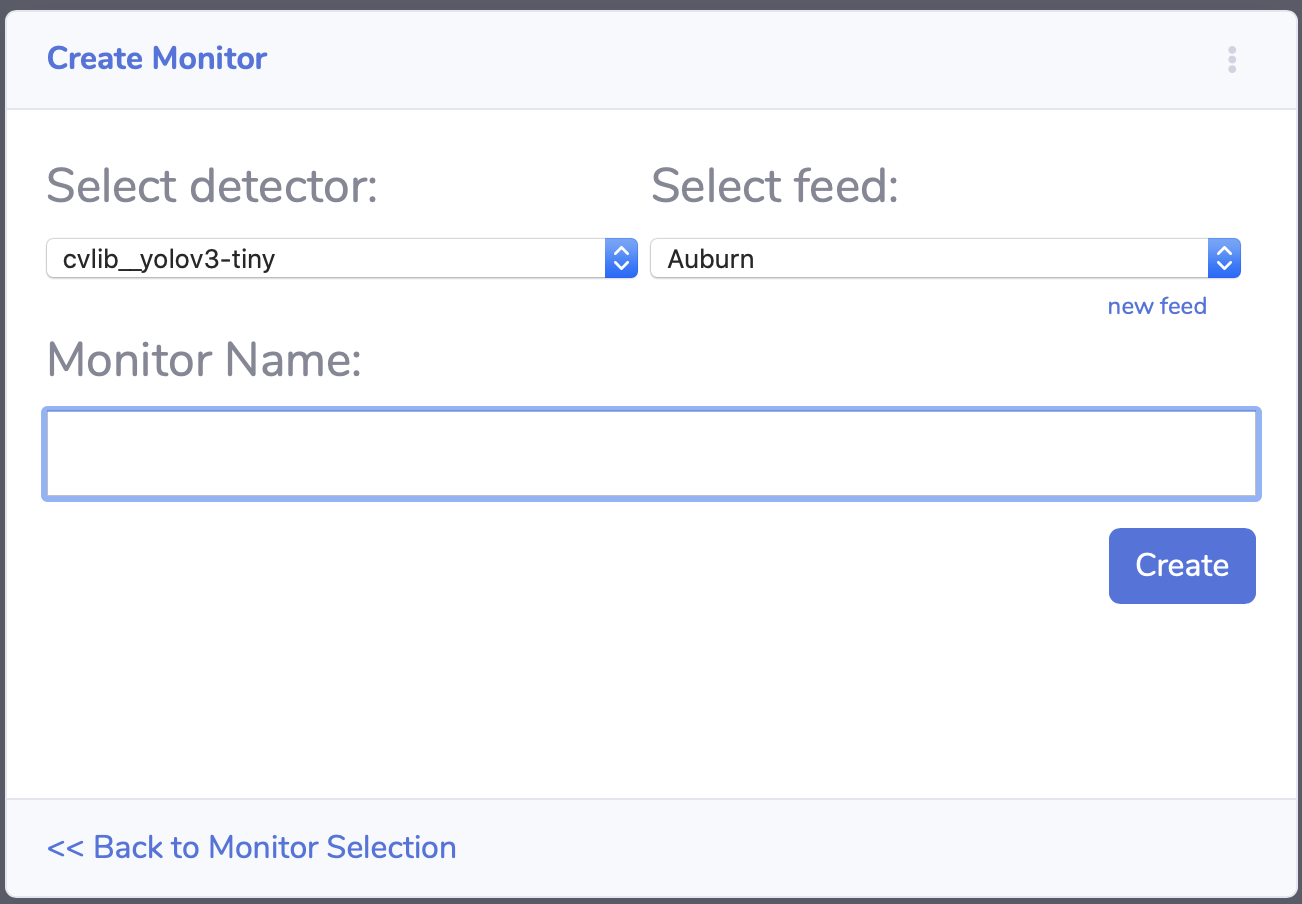 Create Monitor
Select detector:
Select feed:
cvlib__yolov3-tiny
Auburn
new feed
Monitor Name:
Create
<< Back to Monitor Selection